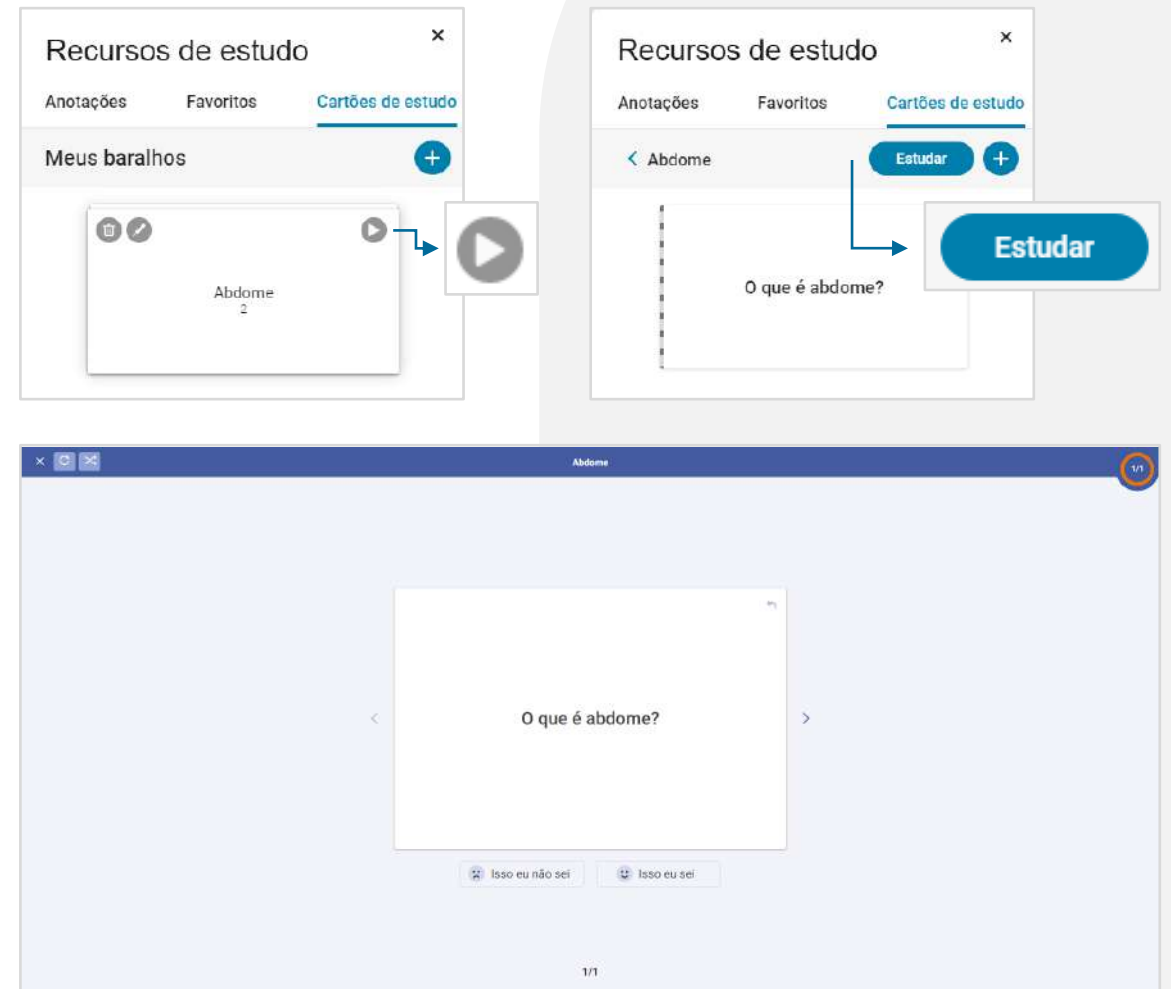 Recursos de estudo
Anotações Favoritos Cartões de estudo
Meus baralhos
Abdome
2
Recursos de estudo
Anotações Favoritos Cartões de estudo
Abdome Estudar
Estudar
O que é abdome?
Abdome 1/1
O que é abdome?
Isso eu não sei Isso eu sei
1/1